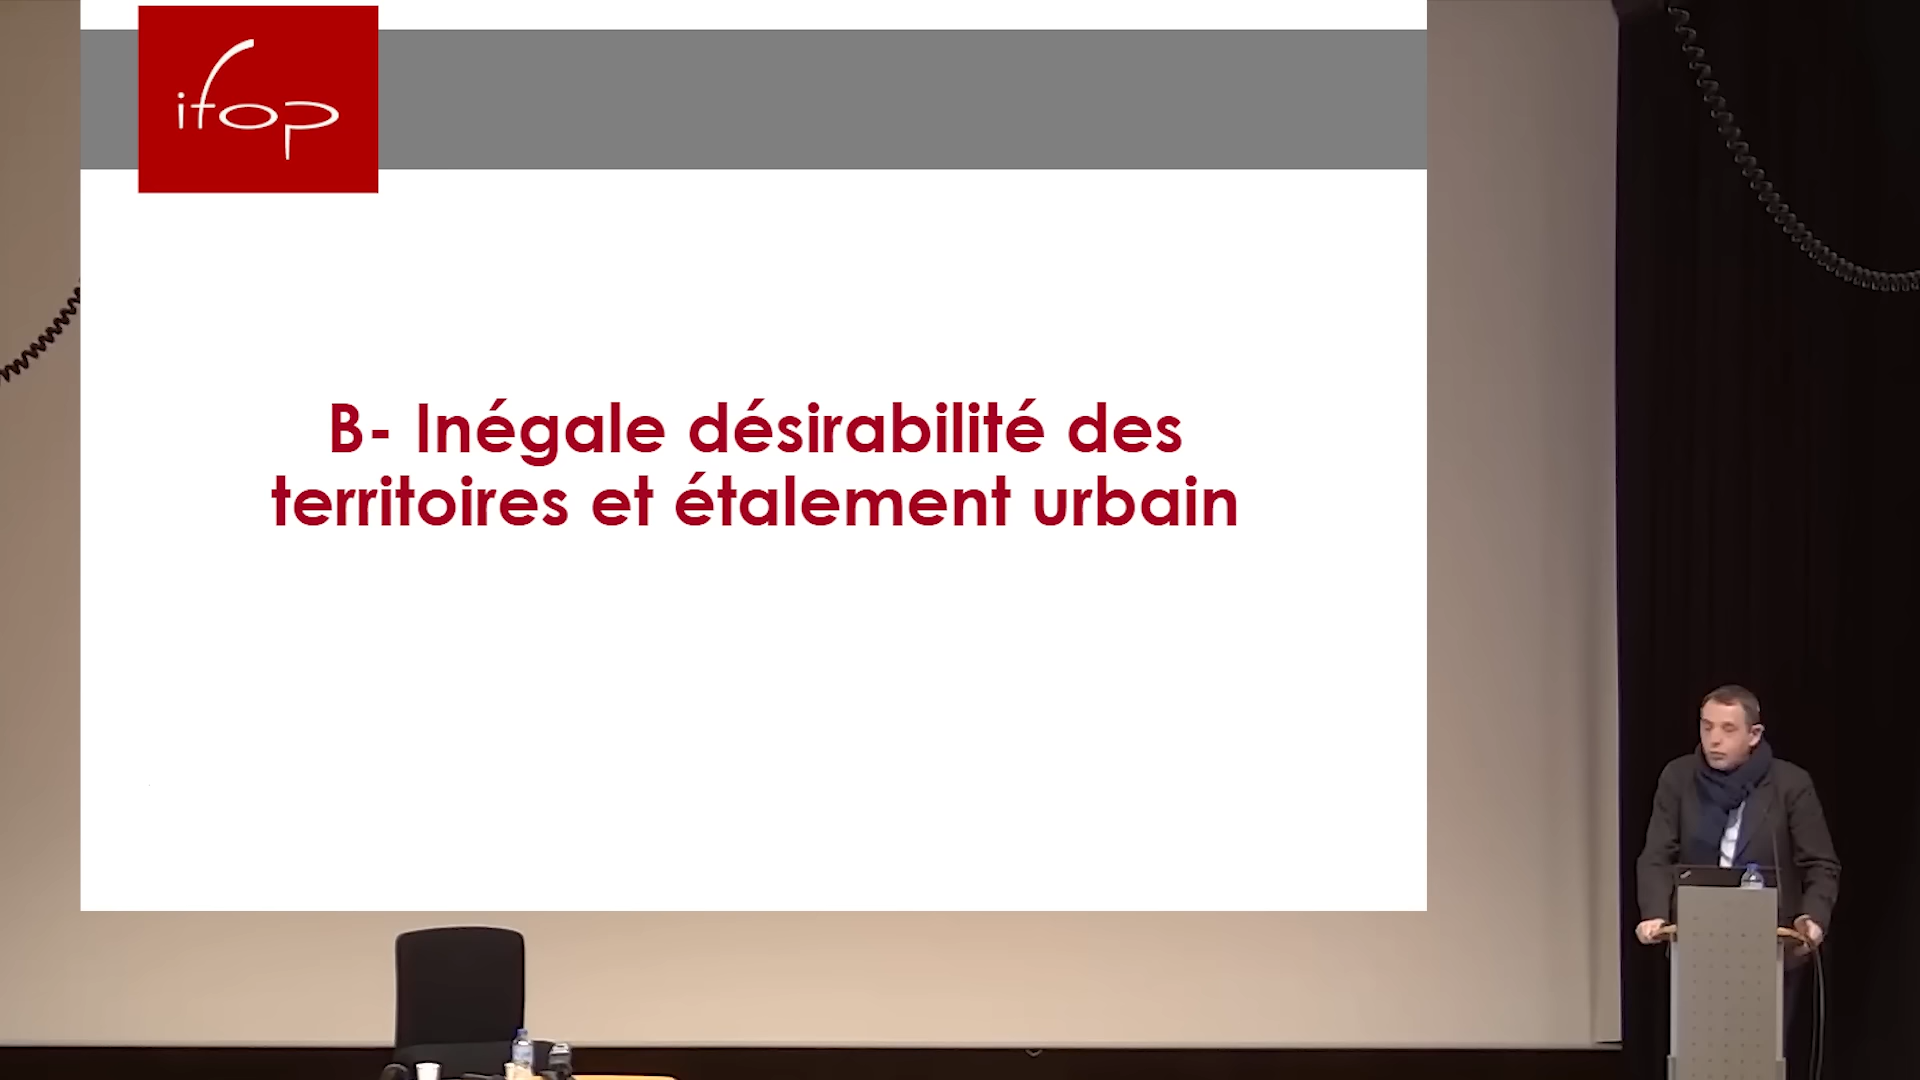 ifop
B- Inégale désirabilité des
territoires et étalement urbain